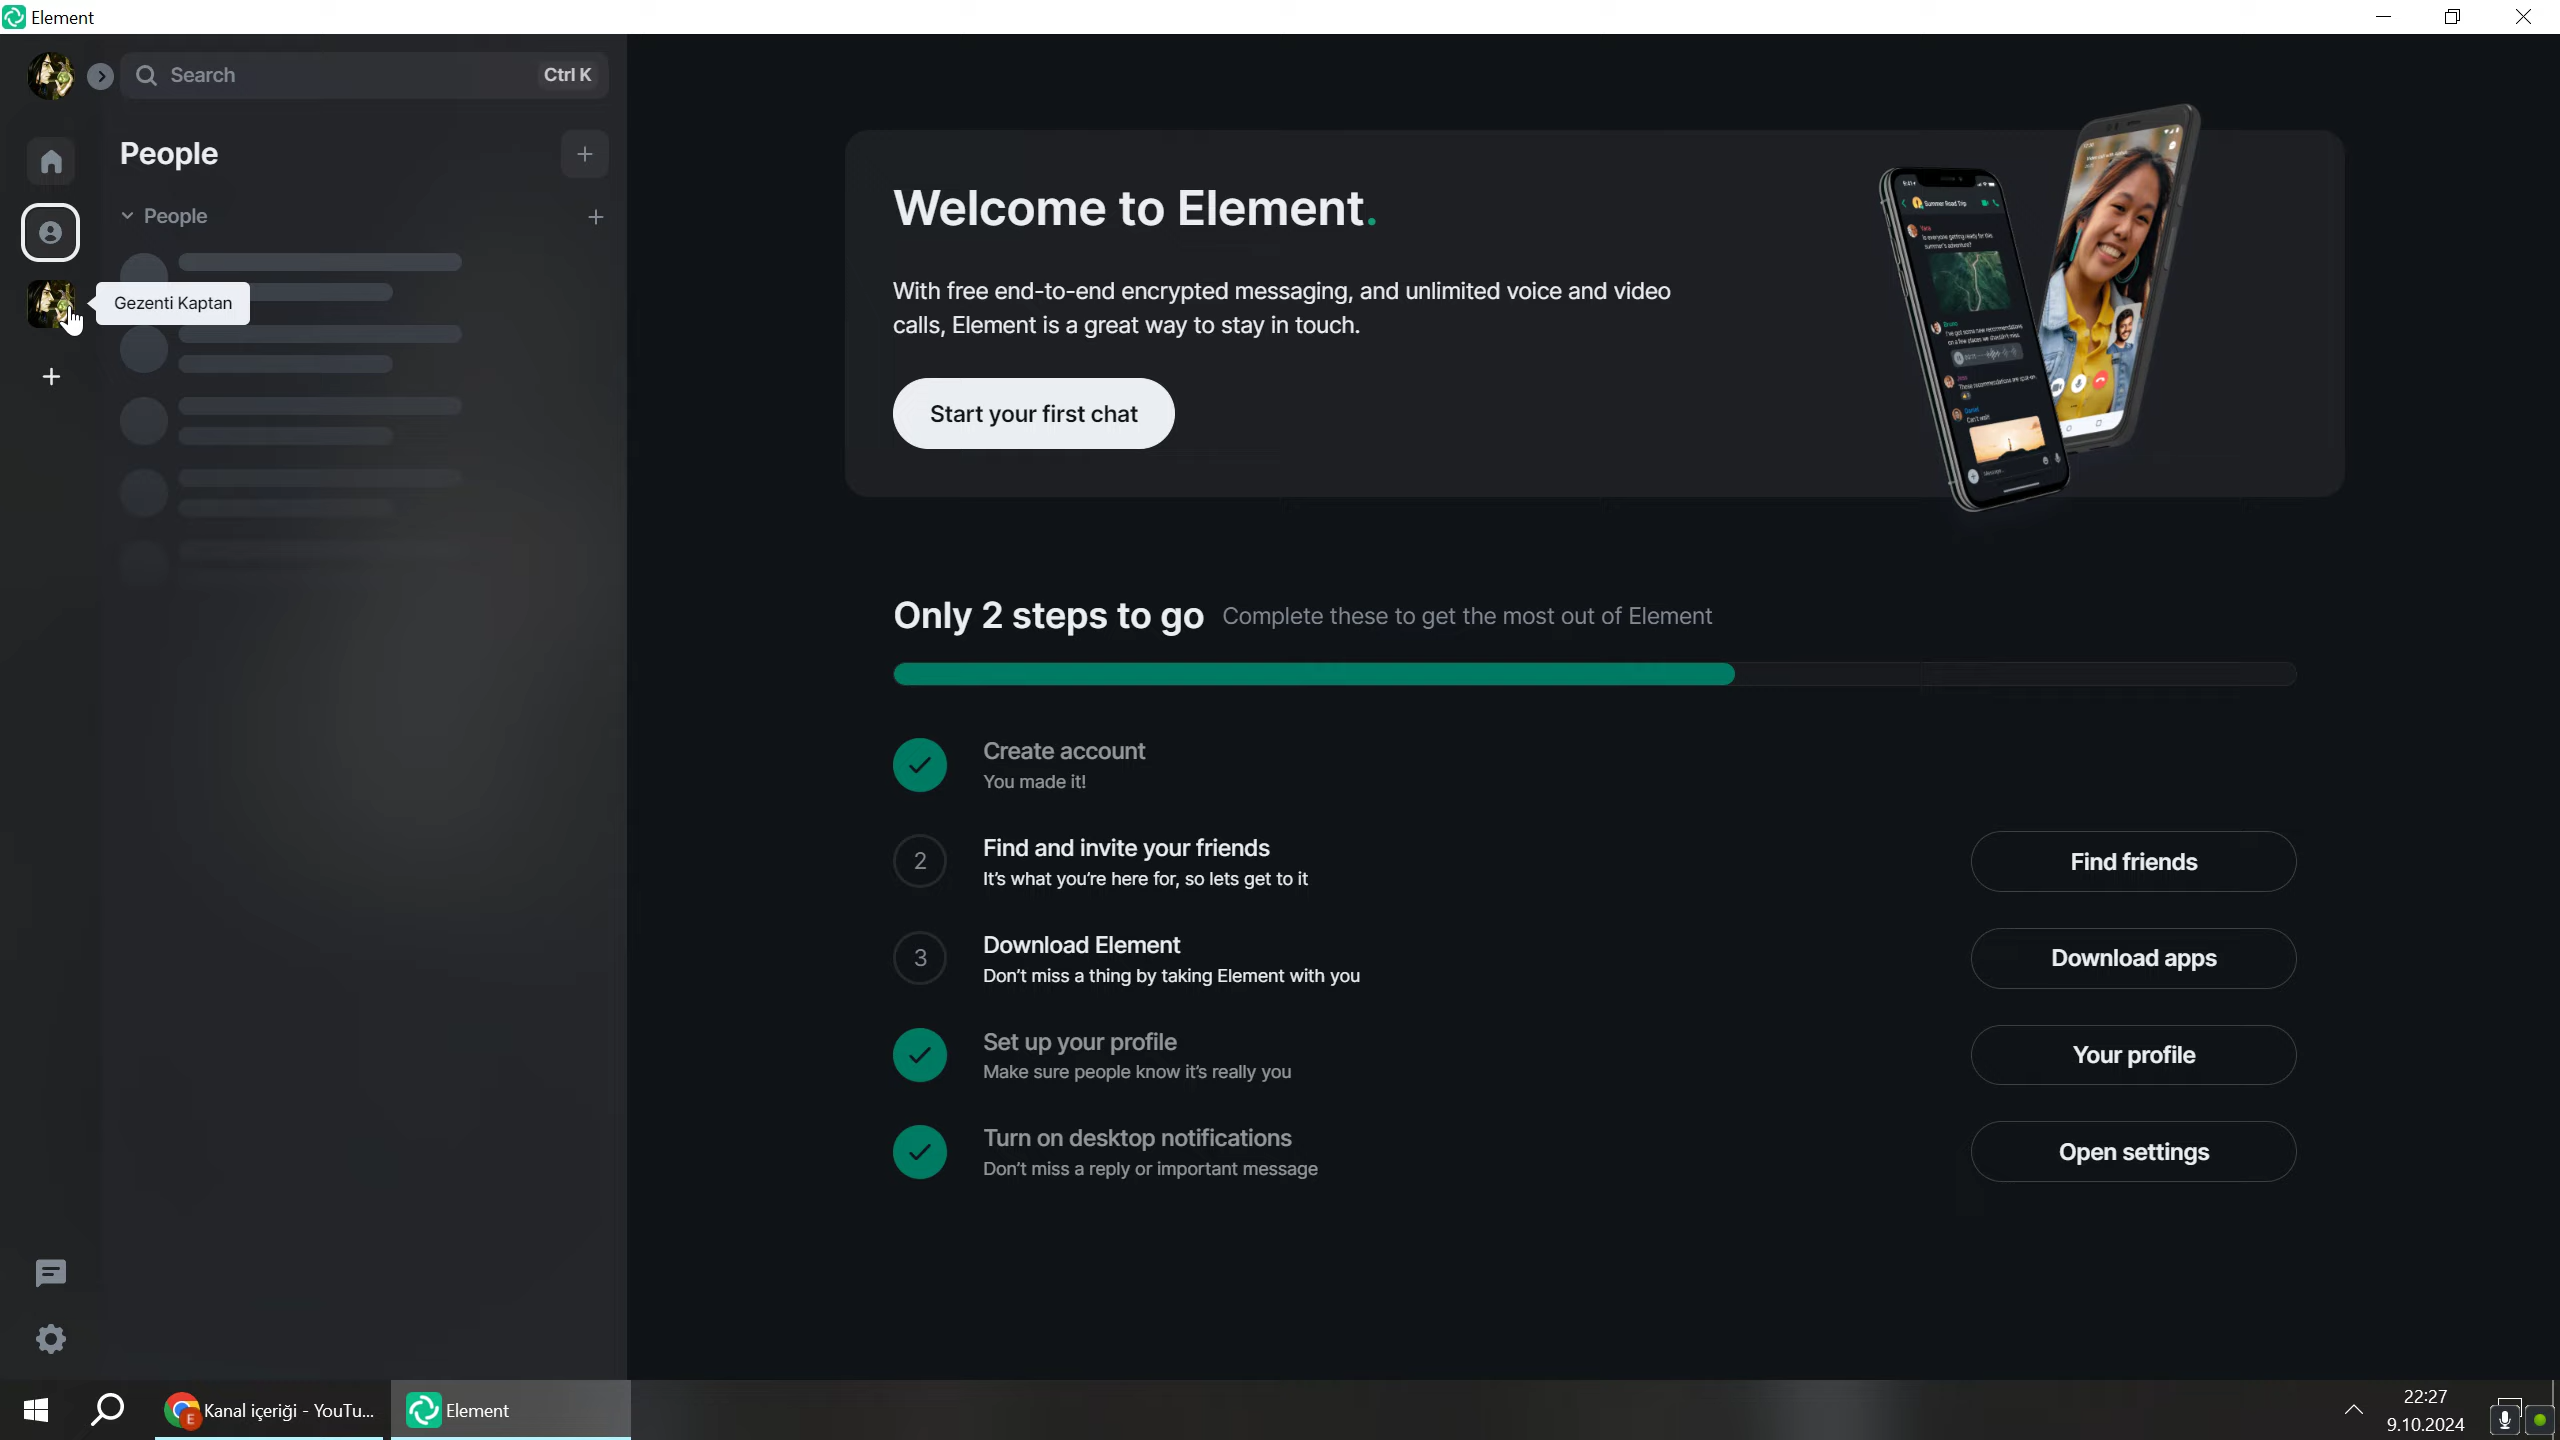 Element
Search
Ctrl K
People
People
Gezenti Kaptan
Welcome to Element.
With free end-to-end encrypted messaging, and unlimited voice and video
calls, Element is a great way to stay in touch.
Start your first chat
Summer Road Trip
Only 2 steps to go Complete these to get the most out of Element
Create account
You made it!
2
Find and invite your friends
It's what you're here for, so lets get to it
Find friends
3
Download Element
Don't miss a thing by taking Element with you
Download apps
Set up your profile
Make sure people know it's really you
Your profile
Turn on desktop notifications
Don't miss a reply or important message
Open settings
E
Kanal içeriği - YouTu...
Element
22:27
9.10.2024